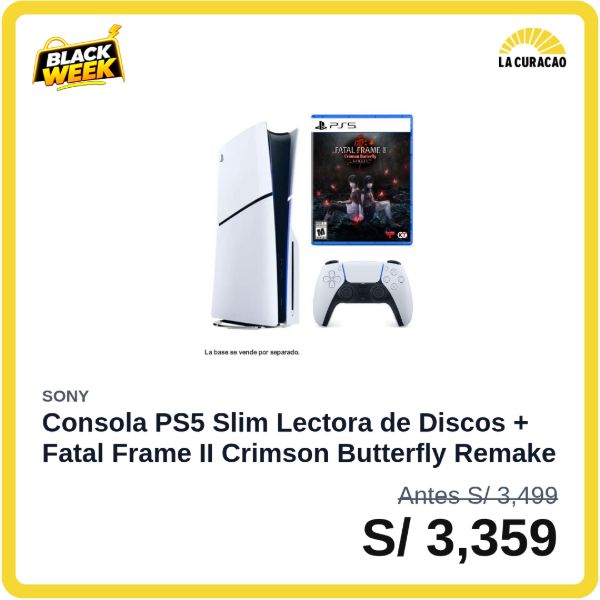 BLACK
WEEK
LA CURACAO
PS5
FATAL FRAME II
Crimson Butterfly
REMAKE
M
La base se vende por separado.
SONY
Consola PS5 Slim Lectora de Discos +
Fatal Frame II Crimson Butterfly Remake
Antes S/ 3,499
S/ 3,359